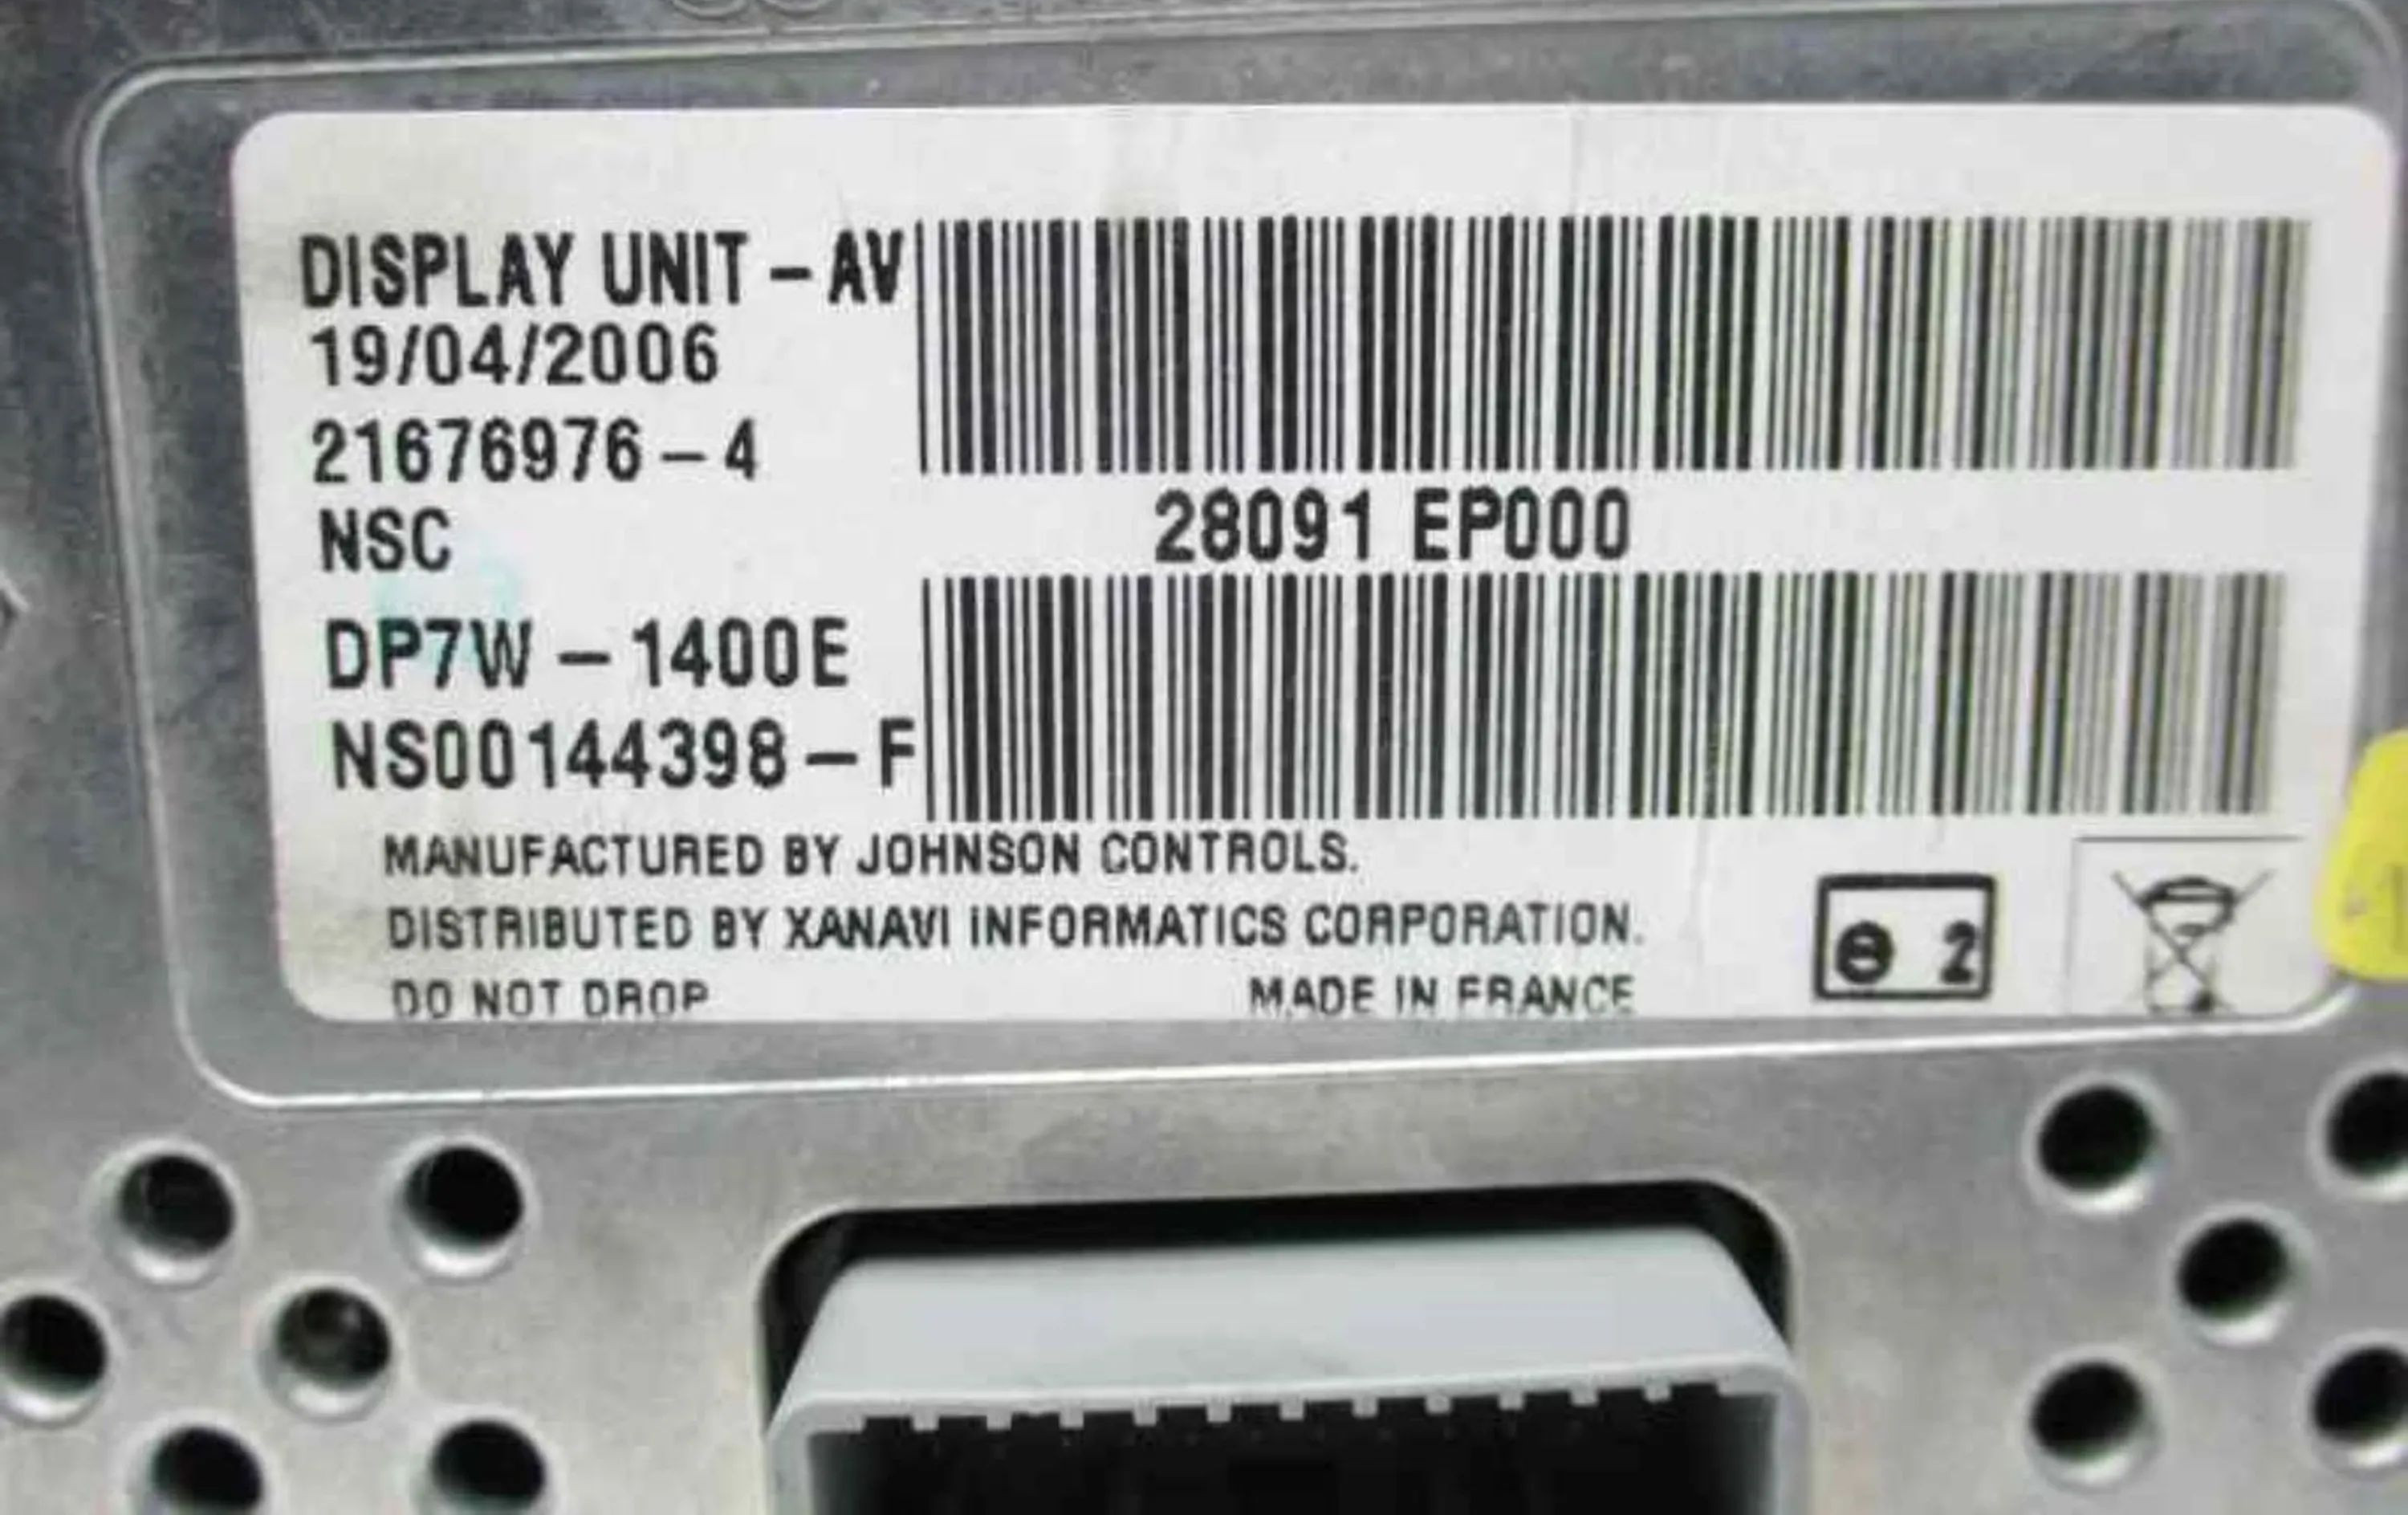 DISPLAY UNIT - AV
19/04/2006
21676976 - 4
NSC
28091 EP000
DP7W - 1400E
NS00144398 - F
MANUFACTURED BY JOHNSON CONTROLS.
DISTRIBUTED BY XANAVI INFORMATICS CORPORATION.
DO NOT DROP
MADE IN FRANCE
e 2